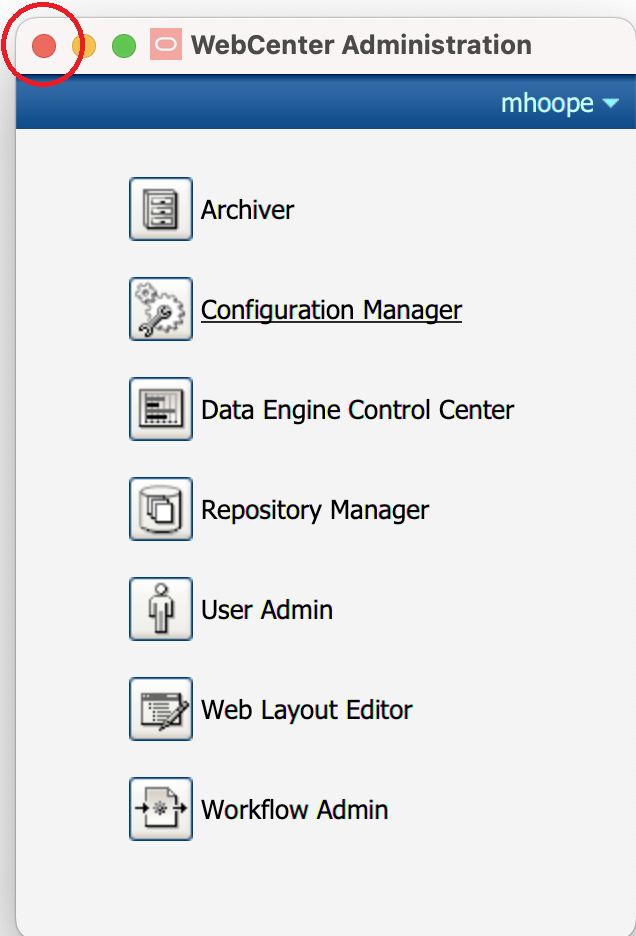 WebCenter Administration
mhoope
Archiver
Configuration Manager
Data Engine Control Center
Repository Manager
User Admin
Web Layout Editor
Workflow Admin